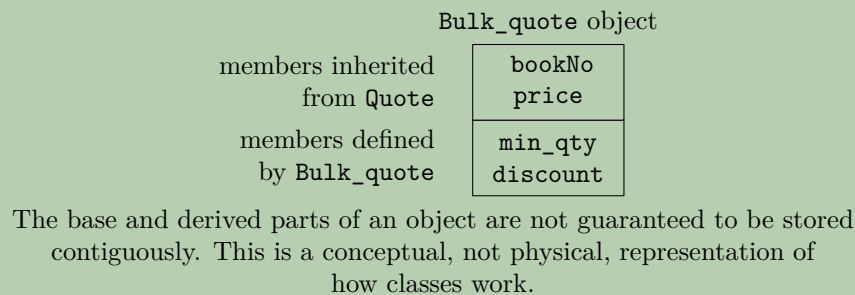 Bulk_quote object
members inherited
from Quote
bookNo
price
members defined
by Bulk_quote
min_qty
discount
The base and derived parts of an object are not guaranteed to be stored
contiguously. This is a conceptual, not physical, representation of
how classes work.